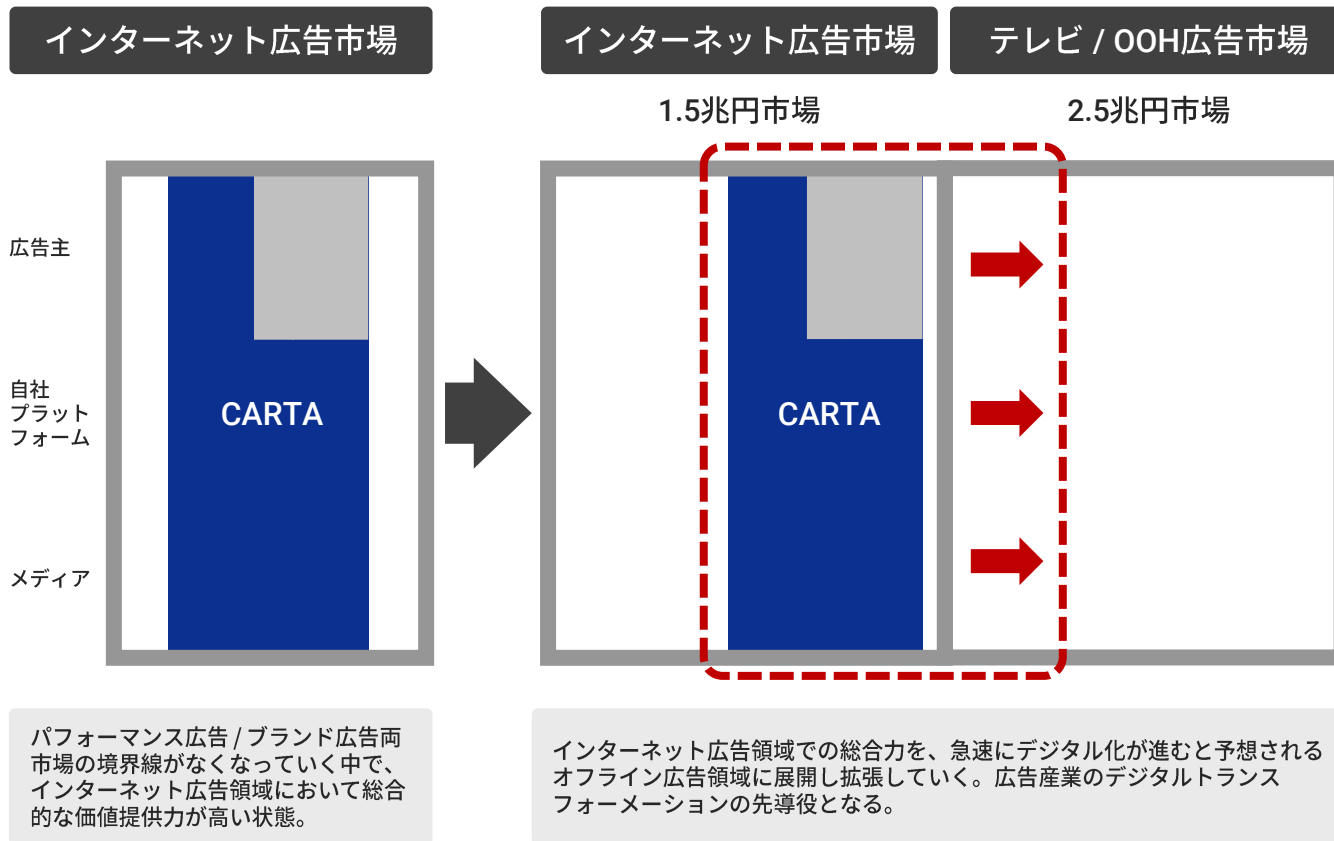 インターネット広告市場
インターネット広告市場
テレビ / OOH広告市場
1.5兆円市場
2.5兆円市場
広告主
自社
プラット
フォーム
メディア
CARTA
CARTA
パフォーマンス広告 / ブランド広告両
市場の境界線がなくなっていく中で、
インターネット広告領域において総合
的な価値提供力が高い状態。
インターネット広告領域での総合力を、急速にデジタル化が進むと予想される
オフライン広告領域に展開し拡張していく。広告産業のデジタルトランス
フォーメーションの先導役となる。